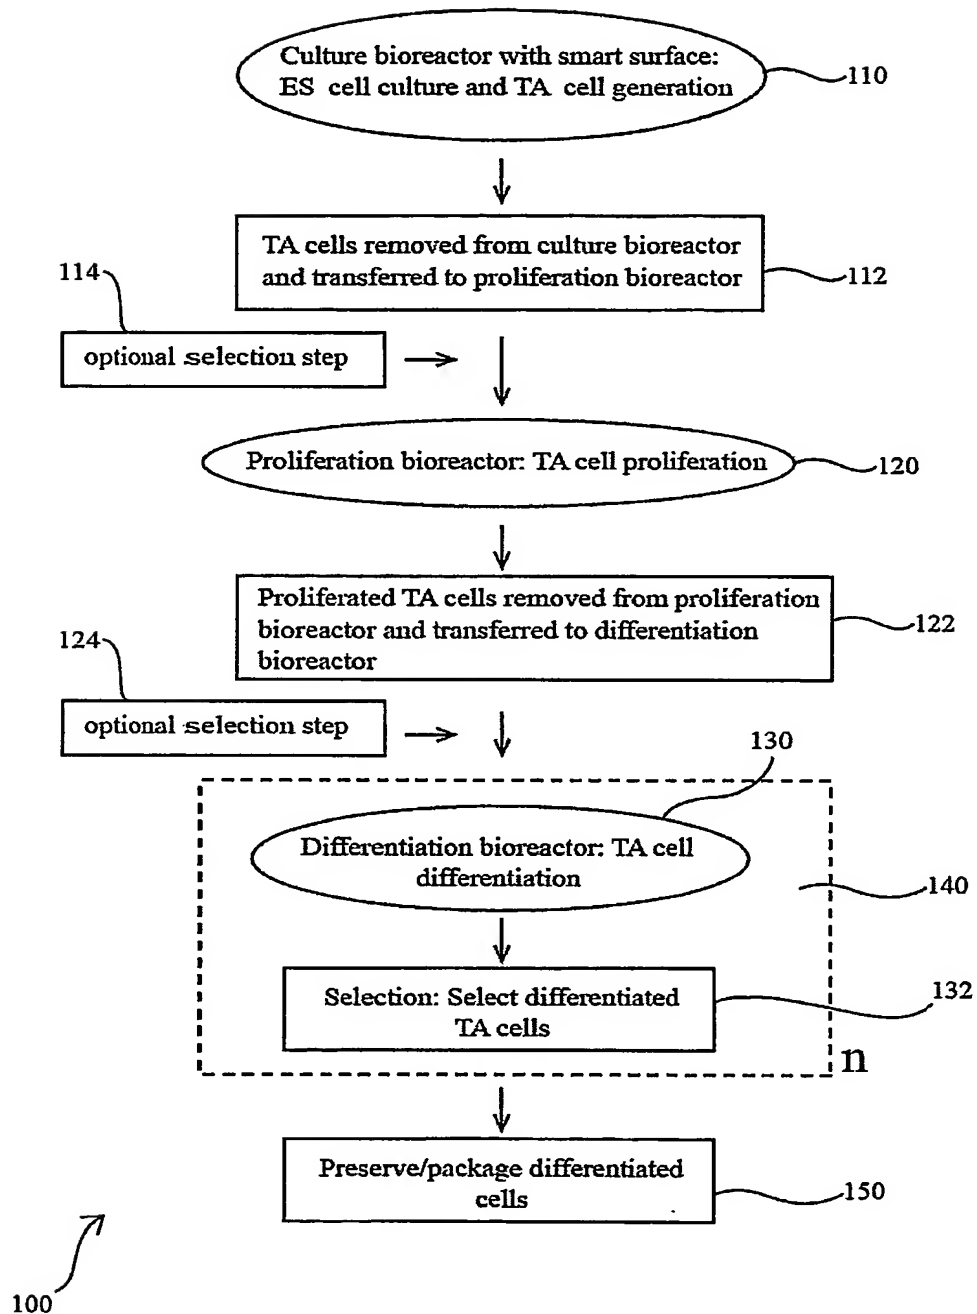 Culture bioreactor with smart surface:
ES cell culture and TA cell generation
110
TA cells removed from culture bioreactor
and transferred to proliferation bioreactor
112
114
optional selection step
Proliferation bioreactor: TA cell proliferation
120
Proliferated TA cells removed from proliferation
bioreactor and transferred to differentiation
bioreactor
122
124
optional selection step
130
Differentiation bioreactor: TA cell
differentiation
140
Selection: Select differentiated
TA cells
132
n
Preserve/package differentiated
cells
150
100